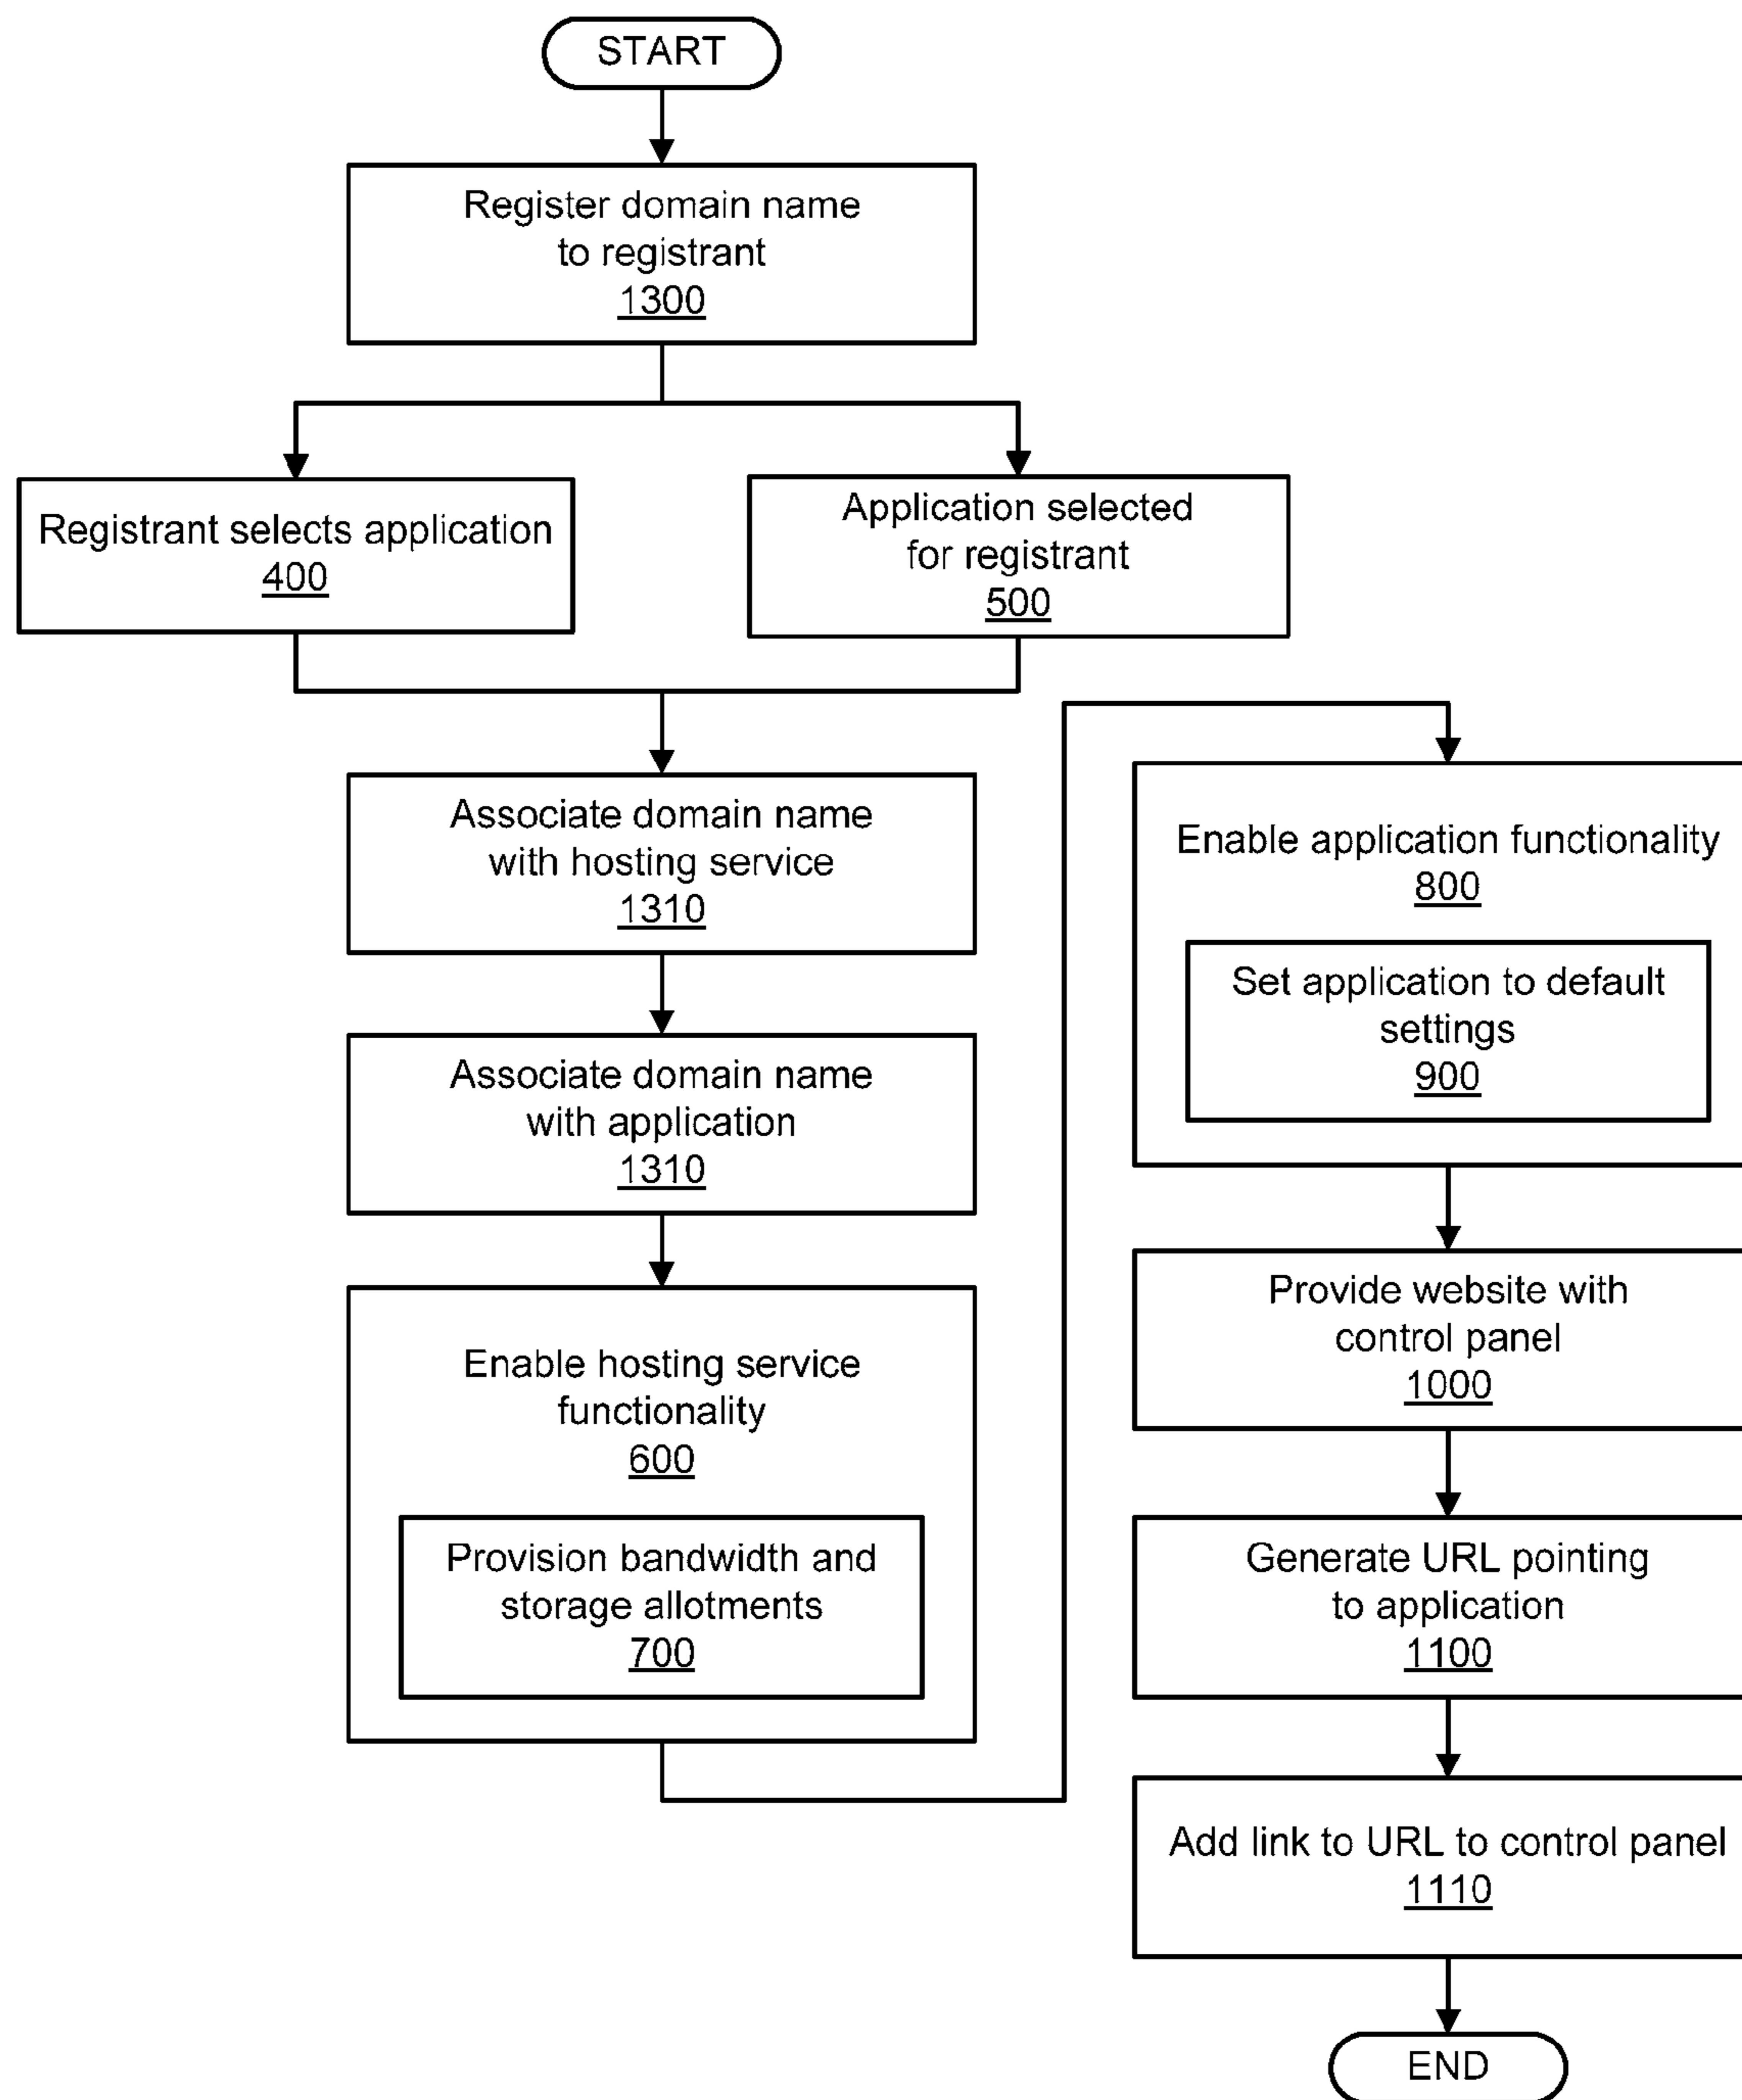 START
Register domain name
to registrant
1300
Registrant selects application
400
Application selected
for registrant
500
Associate domain name
with hosting service
1310
Associate domain name
with application
1310
Enable hosting service
functionality
600
Provision bandwidth and
storage allotments
700
Enable application functionality
800
Set application to default
settings
900
Provide website with
control panel
1000
Generate URL pointing
to application
1100
Add link to URL to control panel
1110
END